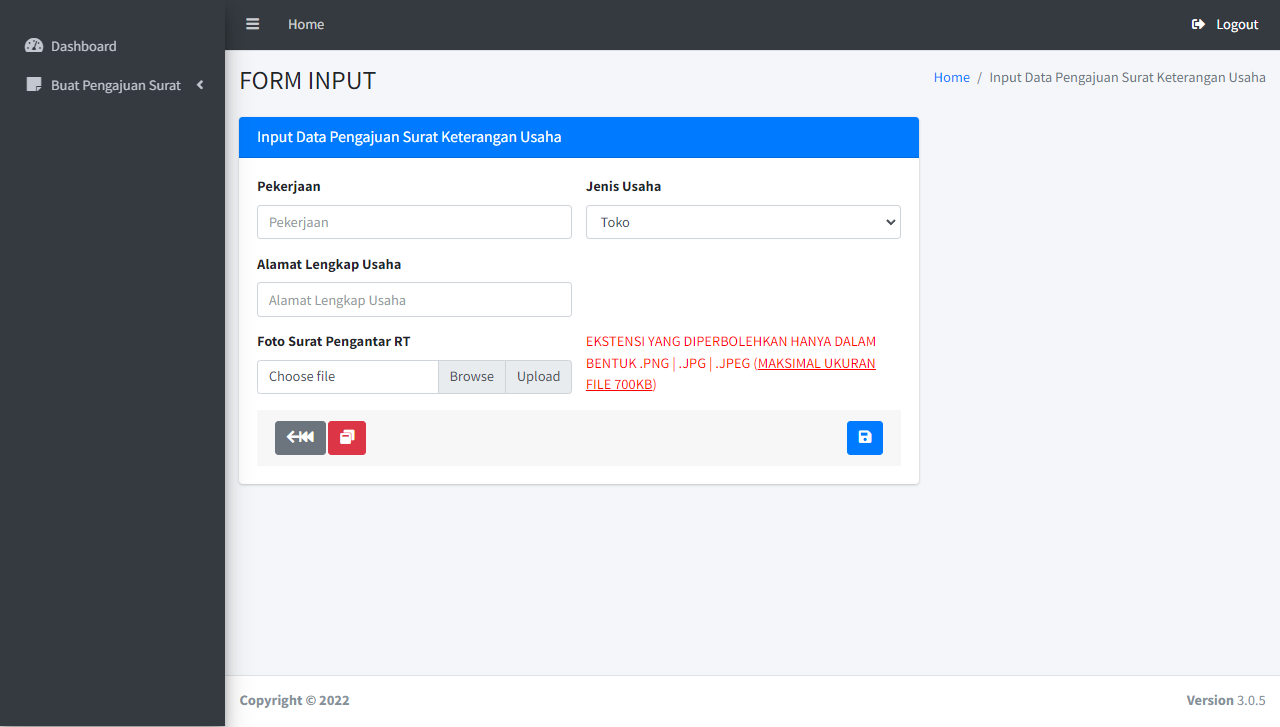 Home
Logout
Dashboard
Buat Pengajuan Surat
FORM INPUT
Home / Input Data Pengajuan Surat Keterangan Usaha
Input Data Pengajuan Surat Keterangan Usaha
Pekerjaan
Jenis Usaha
Pekerjaan
Toko
Alamat Lengkap Usaha
Alamat Lengkap Usaha
Foto Surat Pengantar RT
Choose file
Browse
Upload
EKSTENSI YANG DIPERBOLEHKAN HANYA DALAM
BENTUK .PNG | .JPG | .JPEG (MAKSIMAL UKURAN
FILE 700KB)
Copyright © 2022
Version 3.0.5